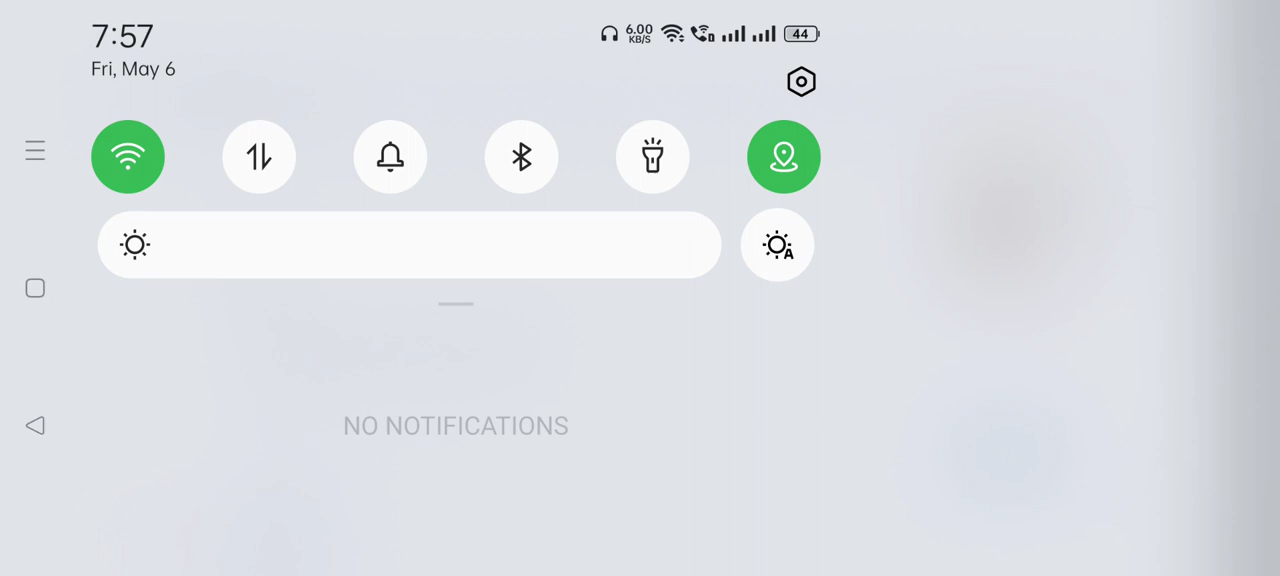 7:57
6.00
KB/S
44
Fri, May 6
A
NO NOTIFICATIONS